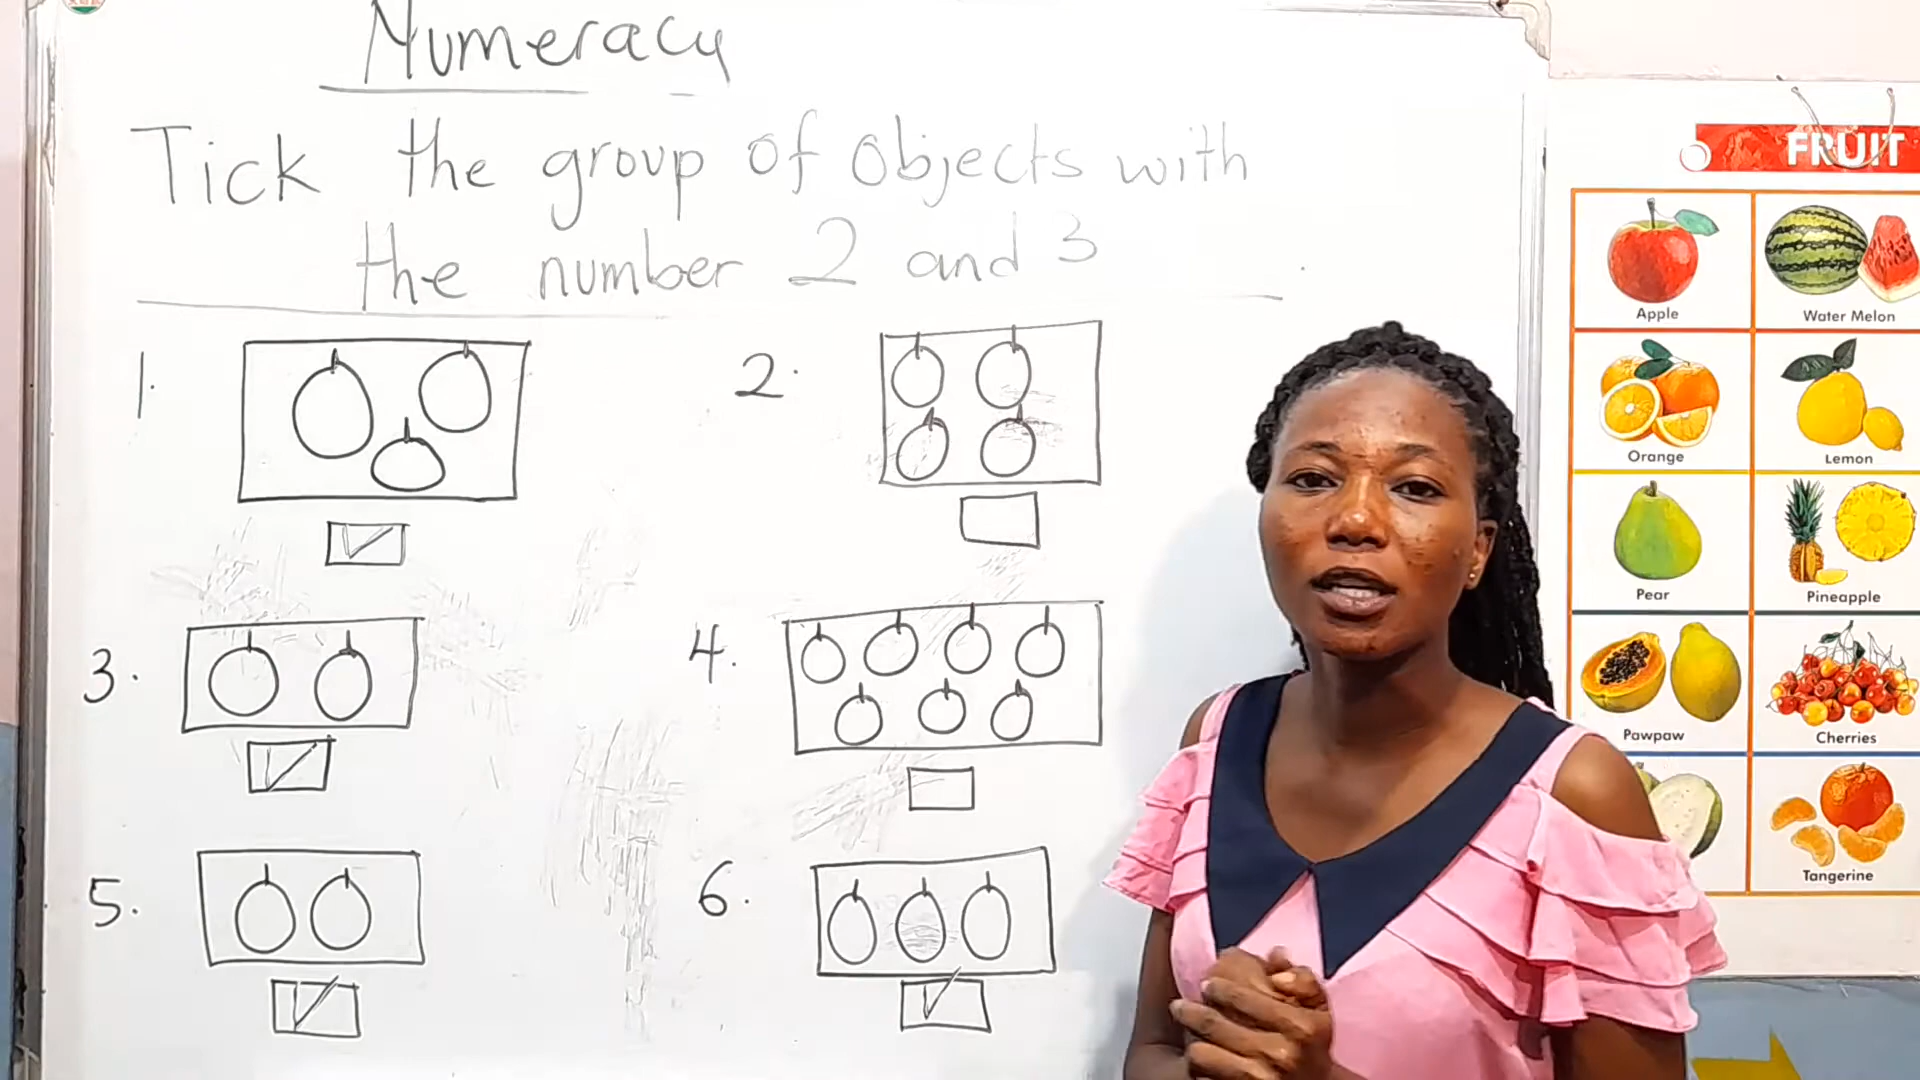 Numeracy
Tick the group of Objects with
the number 2 and 3
1.
2.
3.
4.
5.
6.
FRUIT
Apple
Water Melon
Orange
Lemon
Pear
Pineapple
Pawpaw
Cherries
Tangerine